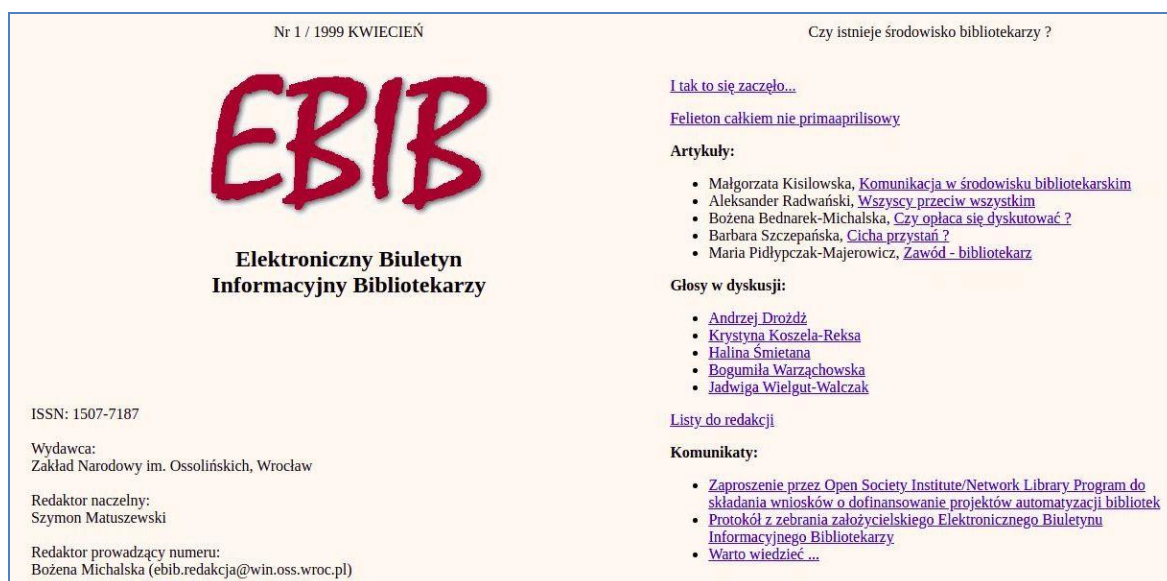 Nr 1 / 1999 KWIECIEŃ
EBIB
Elektroniczny Biuletyn
Informacyjny Bibliotekarzy
ISSN: 1507-7187
Wydawca:
Zakład Narodowy im. Ossolińskich, Wrocław
Redaktor naczelny:
Szymon Matuszewski
Redaktor prowadzący numeru:
Bożena Michalska (ebib.redakcja@win.oss.wroc.pl)
Czy istnieje środowisko bibliotekarzy ?
I tak to się zaczęło...
Felieton całkiem nie primaaprilisowy
Artykuły:
Małgorzata Kisilowska, Komunikacja w środowisku bibliotekarskim
Aleksander Radwański, Wszyscy przeciw wszystkim
Bożena Bednarek-Michalska, Czy opłaca się dyskutować ?
Barbara Szczepańska, Cicha przystań ?
Maria Pidłypczak-Majerowicz, Zawód - bibliotekarz
Głosy w dyskusji:
Andrzej Drożdż
Krystyna Koszela-Reksa
Halina Śmietana
Bogumiła Warząchowska
Jadwiga Wielgut-Walczak
Listy do redakcji
Komunikaty:
Zaproszenie przez Open Society Institute/Network Library Program do
składania wniosków o dofinansowanie projektów automatyzacji bibliotek
Protokół z zebrania założycielskiego Elektronicznego Biuletynu
Informacyjnego Bibliotekarzy
Warto wiedzieć ...